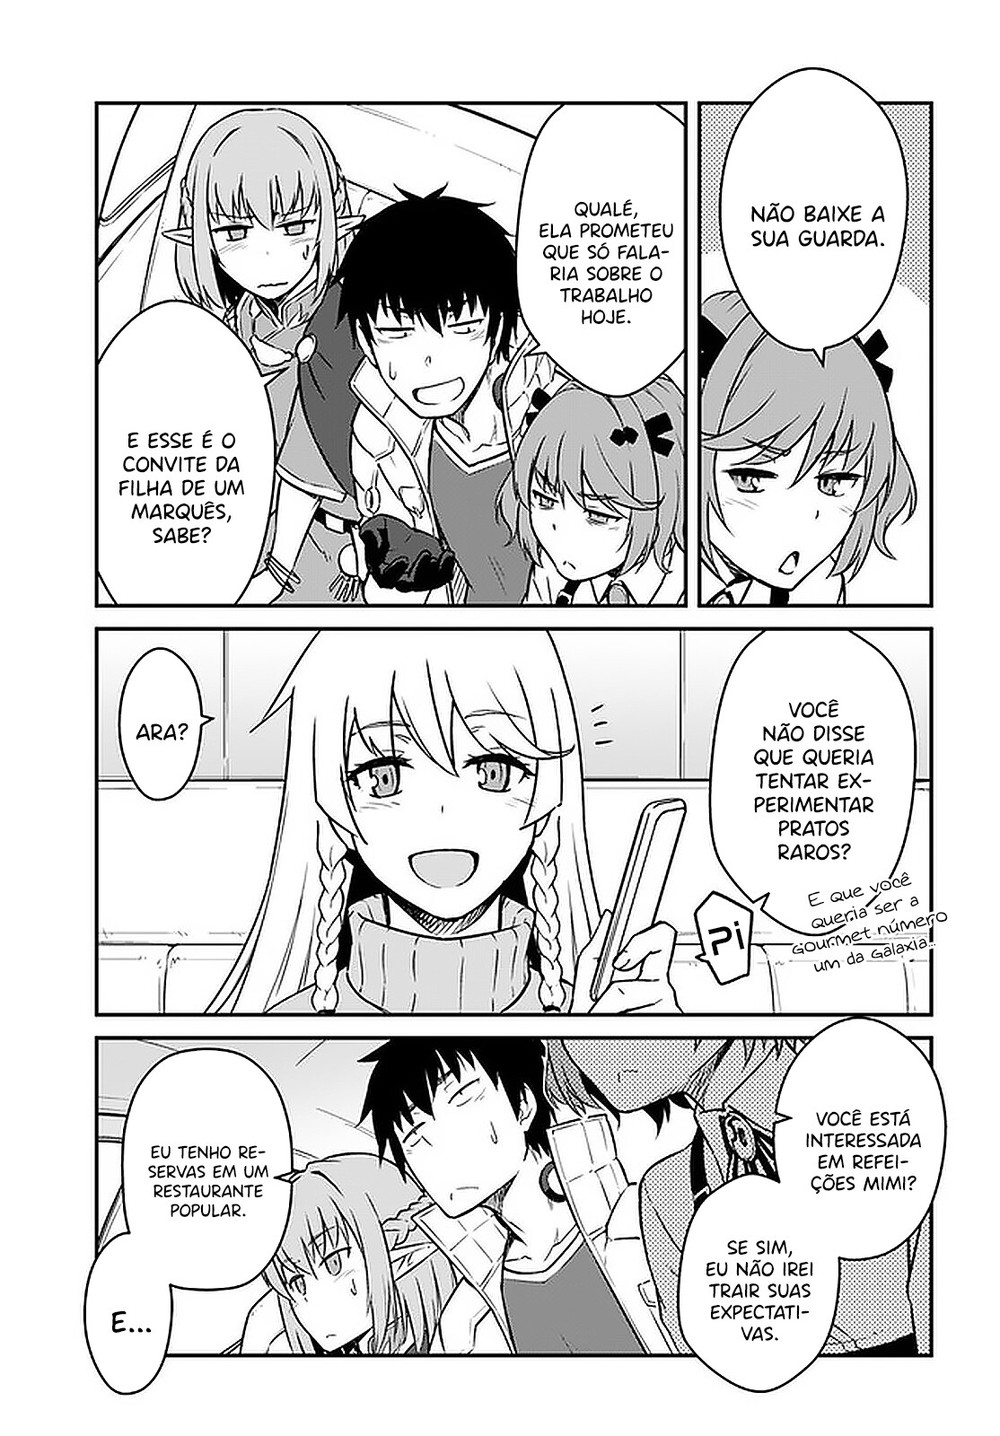 NÃO BAIXE A
SUA GUARDA.
QUALÉ,
ELA PROMETEU
QUE SÓ FALA-
RIA SOBRE O
TRABALHO
HOJE.
E ESSE É O
CONVITE DA
FILHA DE UM
MARQUÊS,
SABE?
VOCÊ
NÃO DISSE
QUE QUERIA
TENTAR EX-
PERIMENTAR
PRATOS
RAROS?
E que você
queria ser a
Gourmet número
um da Galáxia...
Pi
ARA?
VOCÊ ESTÁ
INTERESSADA
EM REFEI-
ÇÕES MIMI?
SE SIM,
EU NÃO IREI
TRAIR SUAS
EXPECTATI-
VAS.
EU TENHO RE-
SERVAS EM UM
RESTAURANTE
POPULAR.
E...